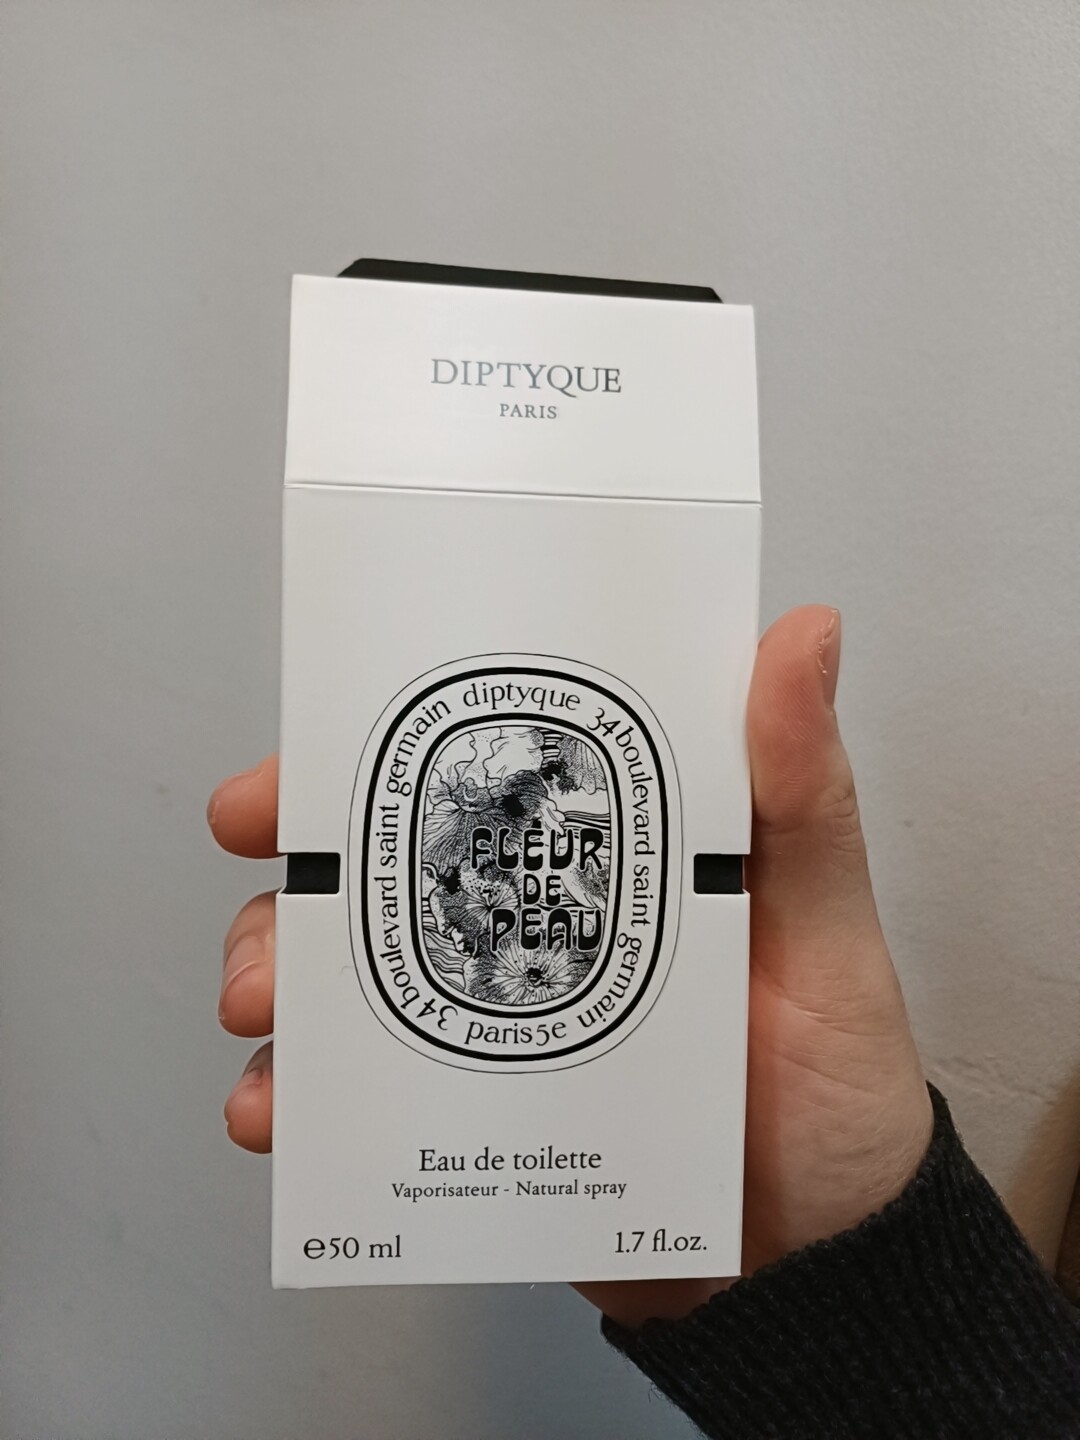 DIPTYQUE
PARIS
diptyque 34 boulevard saint germain paris5e 34 boulevard saint germain
FLEUR
DE
PEAU
Eau de toilette
Vaporisateur - Natural spray
℮50 ml
1.7 fl.oz.